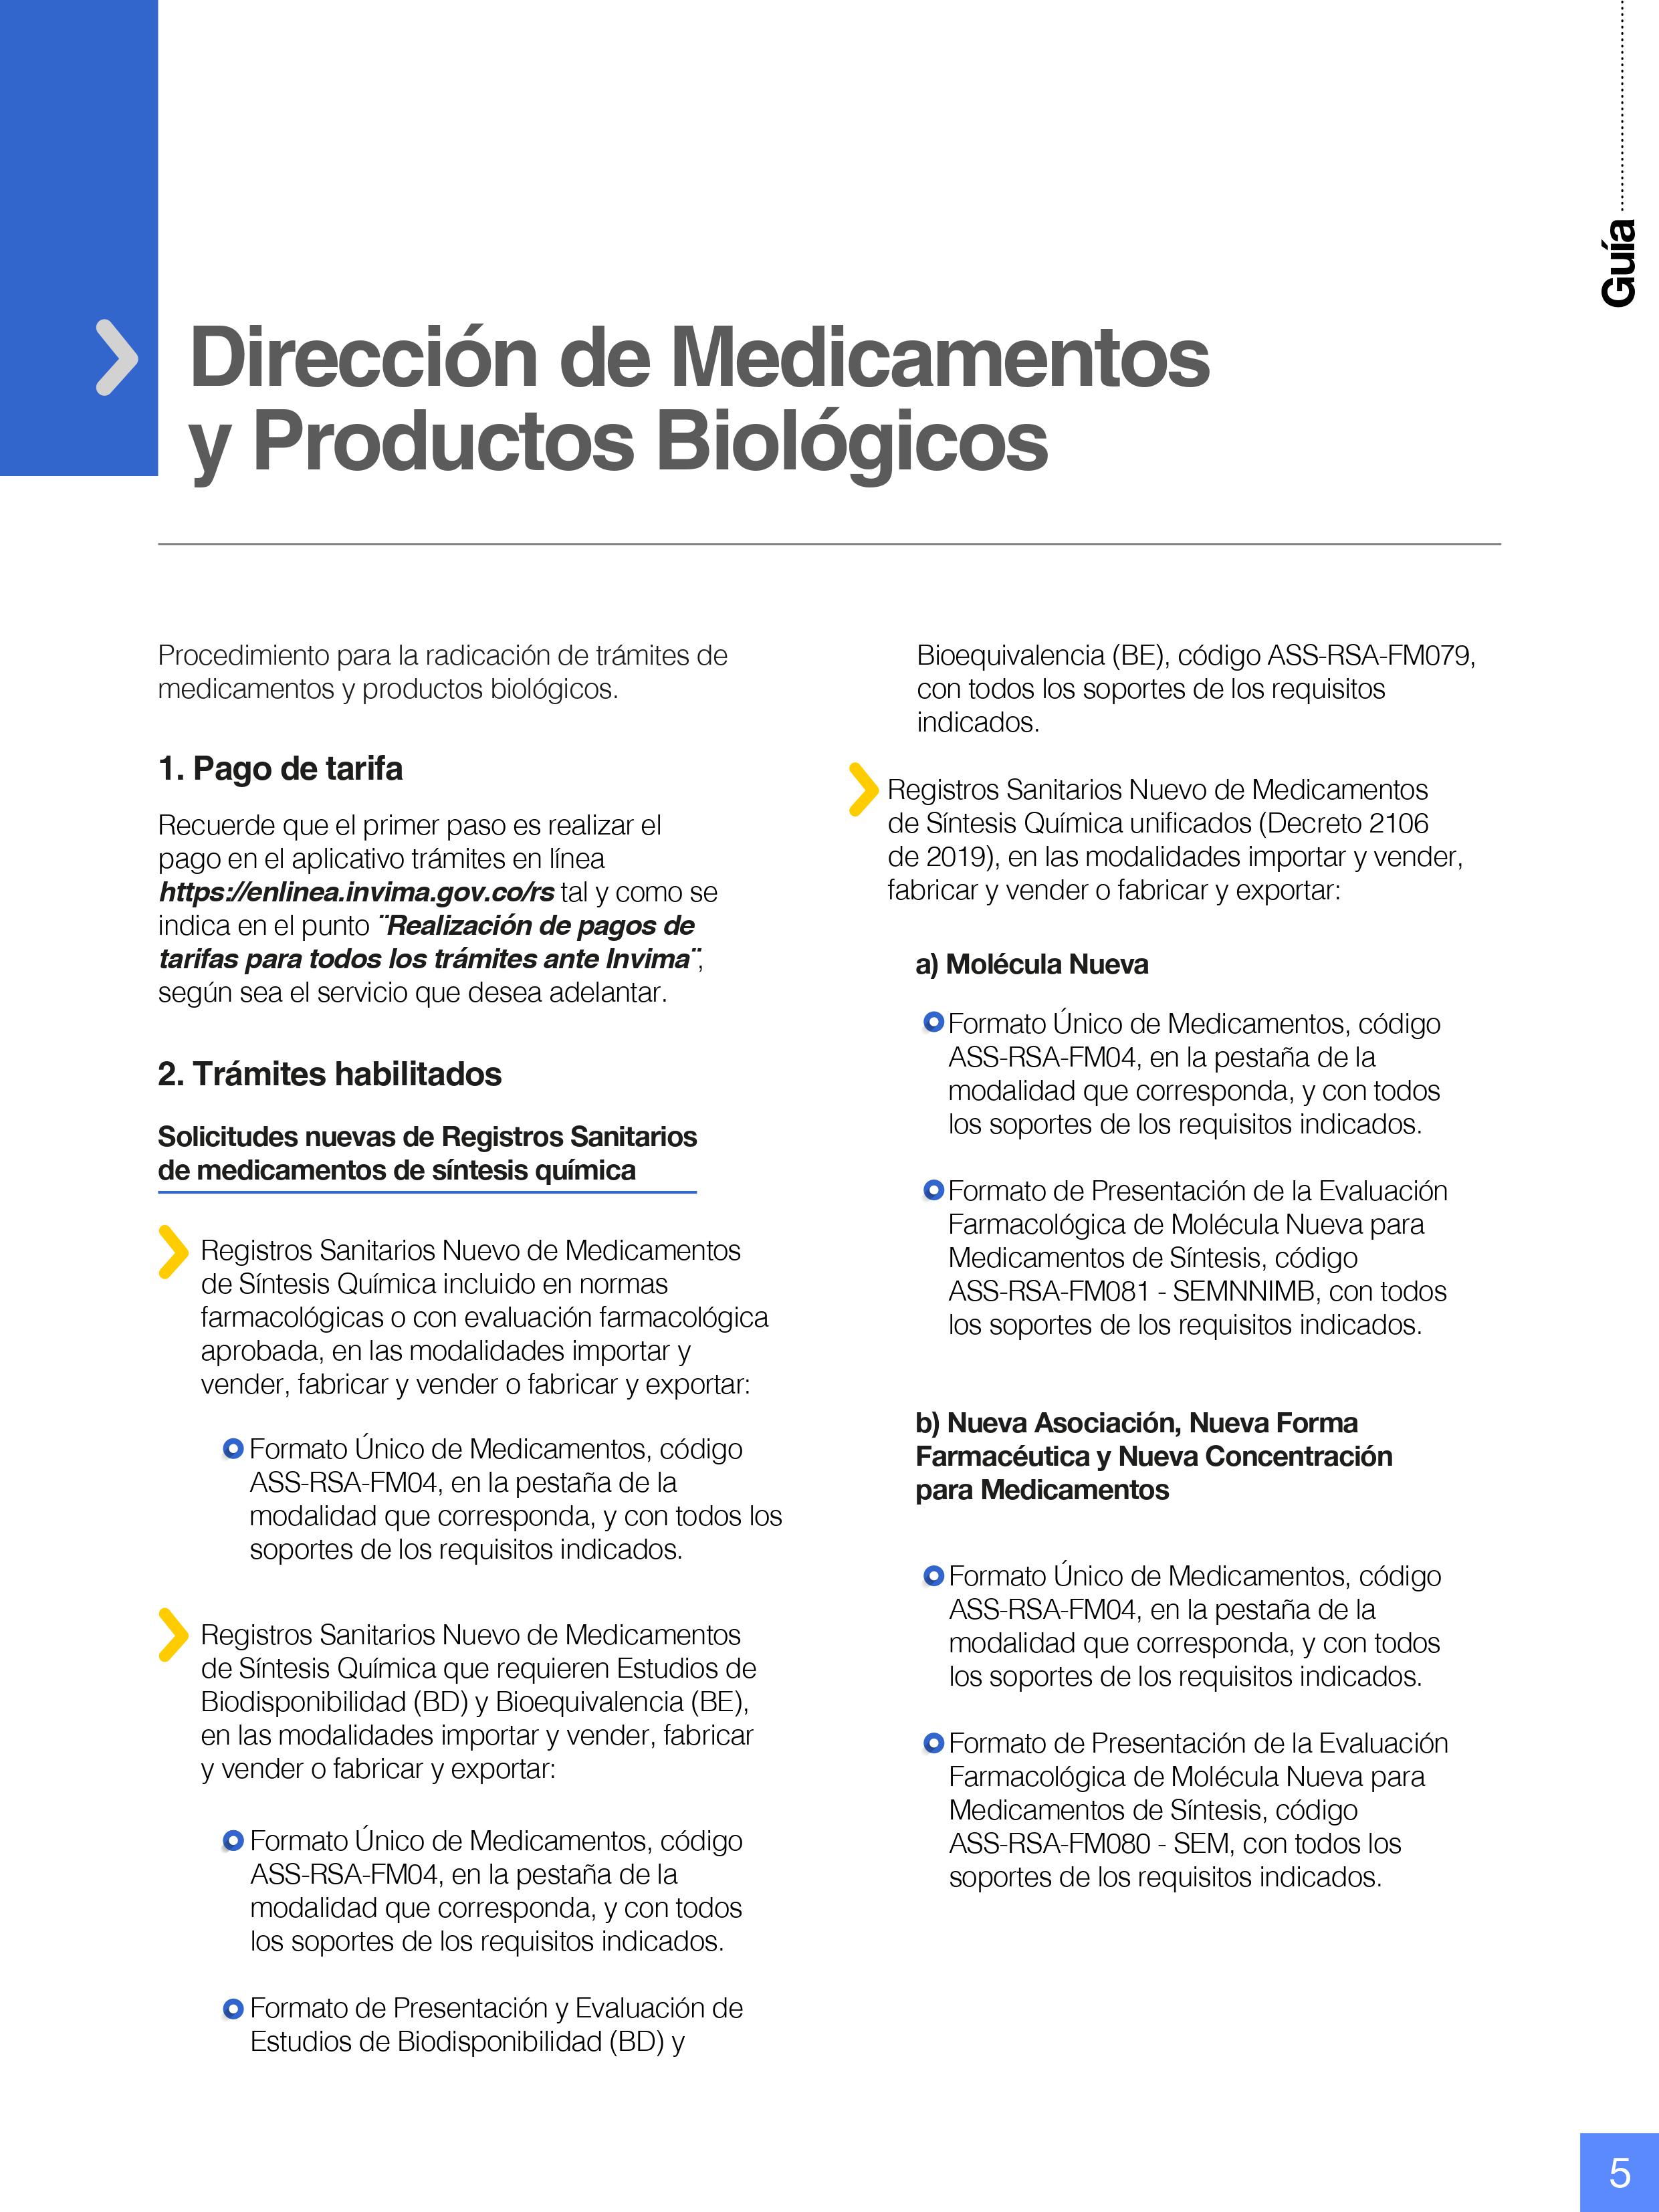 Guía
Dirección de Medicamentos
y Productos Biológicos
Procedimiento para la radicación de trámites de
medicamentos y productos biológicos.
1. Pago de tarifa
Recuerde que el primer paso es realizar el
pago en el aplicativo trámites en línea
https://enlinea.invima.gov.co/rs tal y como se
indica en el punto ¨Realización de pagos de
tarifas para todos los trámites ante Invima¨,
según sea el servicio que desea adelantar.
2. Trámites habilitados
Solicitudes nuevas de Registros Sanitarios
de medicamentos de síntesis química
Registros Sanitarios Nuevo de Medicamentos
de Síntesis Química incluido en normas
farmacológicas o con evaluación farmacológica
aprobada, en las modalidades importar y
vender, fabricar y vender o fabricar y exportar:
Formato Único de Medicamentos, código
ASS-RSA-FM04, en la pestaña de la
modalidad que corresponda, y con todos los
soportes de los requisitos indicados.
Registros Sanitarios Nuevo de Medicamentos
de Síntesis Química que requieren Estudios de
Biodisponibilidad (BD) y Bioequivalencia (BE),
en las modalidades importar y vender, fabricar
y vender o fabricar y exportar:
Formato Único de Medicamentos, código
ASS-RSA-FM04, en la pestaña de la
modalidad que corresponda, y con todos
los soportes de los requisitos indicados.
Formato de Presentación y Evaluación de
Estudios de Biodisponibilidad (BD) y
Bioequivalencia (BE), código ASS-RSA-FM079,
con todos los soportes de los requisitos
indicados.
Registros Sanitarios Nuevo de Medicamentos
de Síntesis Química unificados (Decreto 2106
de 2019), en las modalidades importar y vender,
fabricar y vender o fabricar y exportar:
a) Molécula Nueva
Formato Único de Medicamentos, código
ASS-RSA-FM04, en la pestaña de la
modalidad que corresponda, y con todos
los soportes de los requisitos indicados.
Formato de Presentación de la Evaluación
Farmacológica de Molécula Nueva para
Medicamentos de Síntesis, código
ASS-RSA-FM081 - SEMNNIMB, con todos
los soportes de los requisitos indicados.
b) Nueva Asociación, Nueva Forma
Farmacéutica y Nueva Concentración
para Medicamentos
Formato Único de Medicamentos, código
ASS-RSA-FM04, en la pestaña de la
modalidad que corresponda, y con todos
los soportes de los requisitos indicados.
Formato de Presentación de la Evaluación
Farmacológica de Molécula Nueva para
Medicamentos de Síntesis, código
ASS-RSA-FM080 - SEM, con todos los
soportes de los requisitos indicados.
5